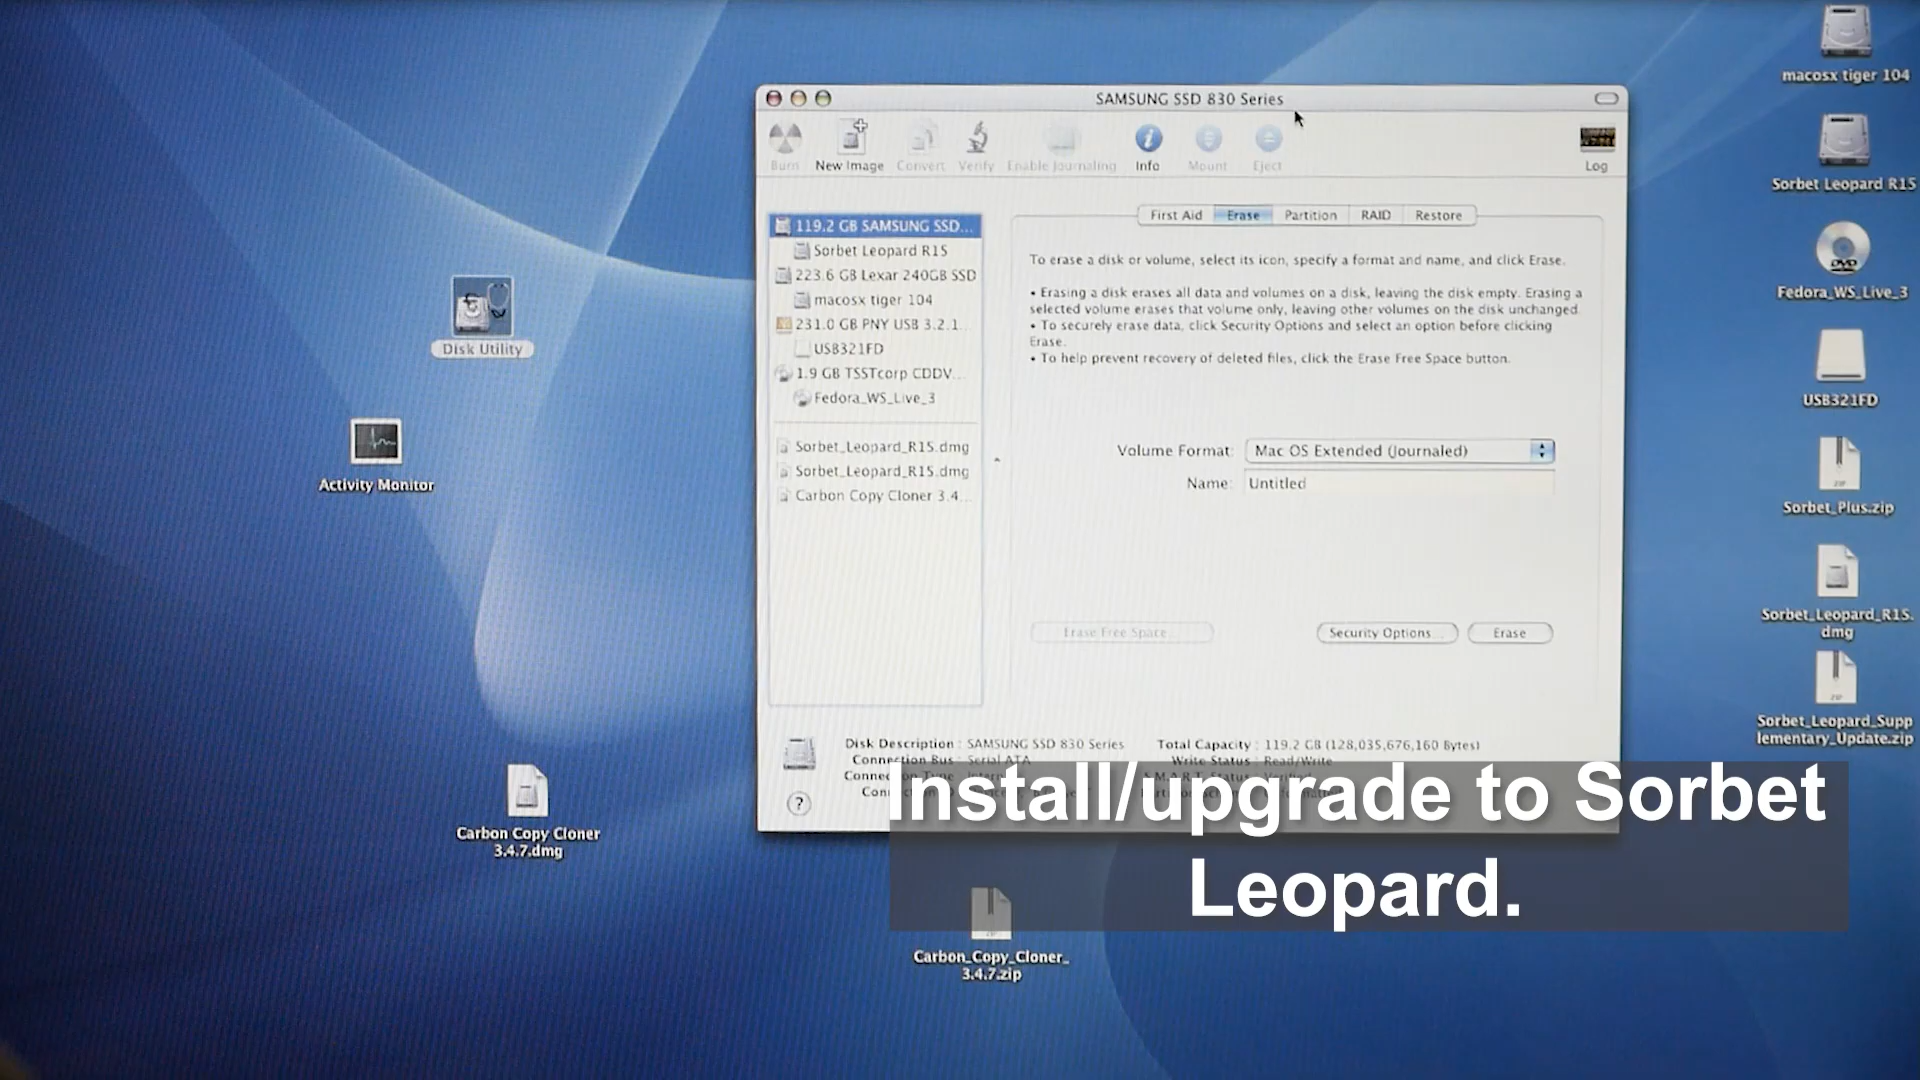 macosx tiger 104
SAMSUNG SSD 830 Series
Burn
New Image
Convert
Verify
Enable Journaling
Info
Mount
Eject
Log
Sorbet Leopard R15
119.2 GB SAMSUNG SSD...
Sorbet Leopard R15
223.6 GB Lexar 240GB SSD
macosx tiger 104
231.0 GB PNY USB 3.2.1...
USB321FD
1.9 GB TSSTcorp CDDV...
Fedora_WS_Live_3
Sorbet_Leopard_R15.dmg
Sorbet_Leopard_R15.dmg
Carbon Copy Cloner 3.4...
First Aid
Erase
Partition
RAID
Restore
To erase a disk or volume, select its icon, specify a format and name, and click Erase.
• Erasing a disk erases all data and volumes on a disk, leaving the disk empty. Erasing a
selected volume erases that volume only, leaving other volumes on the disk unchanged.
• To securely erase data, click Security Options and select an option before clicking
Erase.
• To help prevent recovery of deleted files, click the Erase Free Space button.
Volume Format: Mac OS Extended (Journaled)
Name: Untitled
Erase Free Space...
Security Options...
Erase
Disk Description : SAMSUNG SSD 830 Series
Connection Bus : Serial ATA
Total Capacity : 119.2 GB (128,035,676,160 Bytes)
Write Status : Read/Write
?
Install/upgrade to Sorbet
Leopard.
Disk Utility
Activity Monitor
Carbon Copy Cloner
3.4.7.dmg
Carbon_Copy_Cloner_
3.4.7.zip
DVD
Fedora_WS_Live_3
USB321FD
ZIP
Sorbet_Plus.zip
Sorbet_Leopard_R15.
dmg
ZIP
Sorbet_Leopard_Supp
lementary_Update.zip